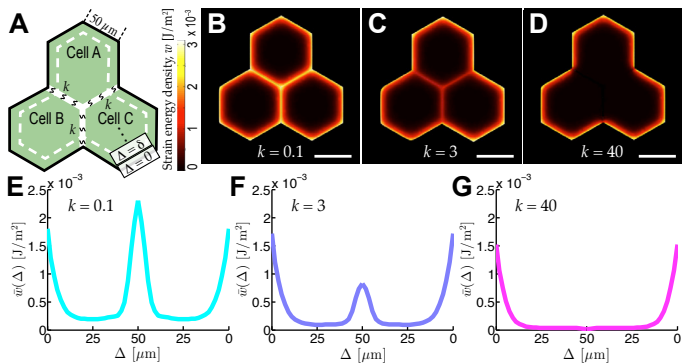 A
50 μm
Cell A
k
k
Cell B
Cell C
k
Δ = δ
Δ = 0
Strain energy density, w [J/m²]
x 10⁻³
3
2
1
0
B
k = 0.1
C
k = 3
D
k = 40
E
x 10⁻³
2.5
2
1.5
1
0.5
0
w̄(Δ) [J/m²]
k = 0.1
0 25 50 25 0
Δ [μm]
F
x 10⁻³
2.5
2
1.5
1
0.5
0
w̄(Δ) [J/m²]
k = 3
0 25 50 25 0
Δ [μm]
G
x 10⁻³
2.5
2
1.5
1
0.5
0
w̄(Δ) [J/m²]
k = 40
0 25 50 25 0
Δ [μm]